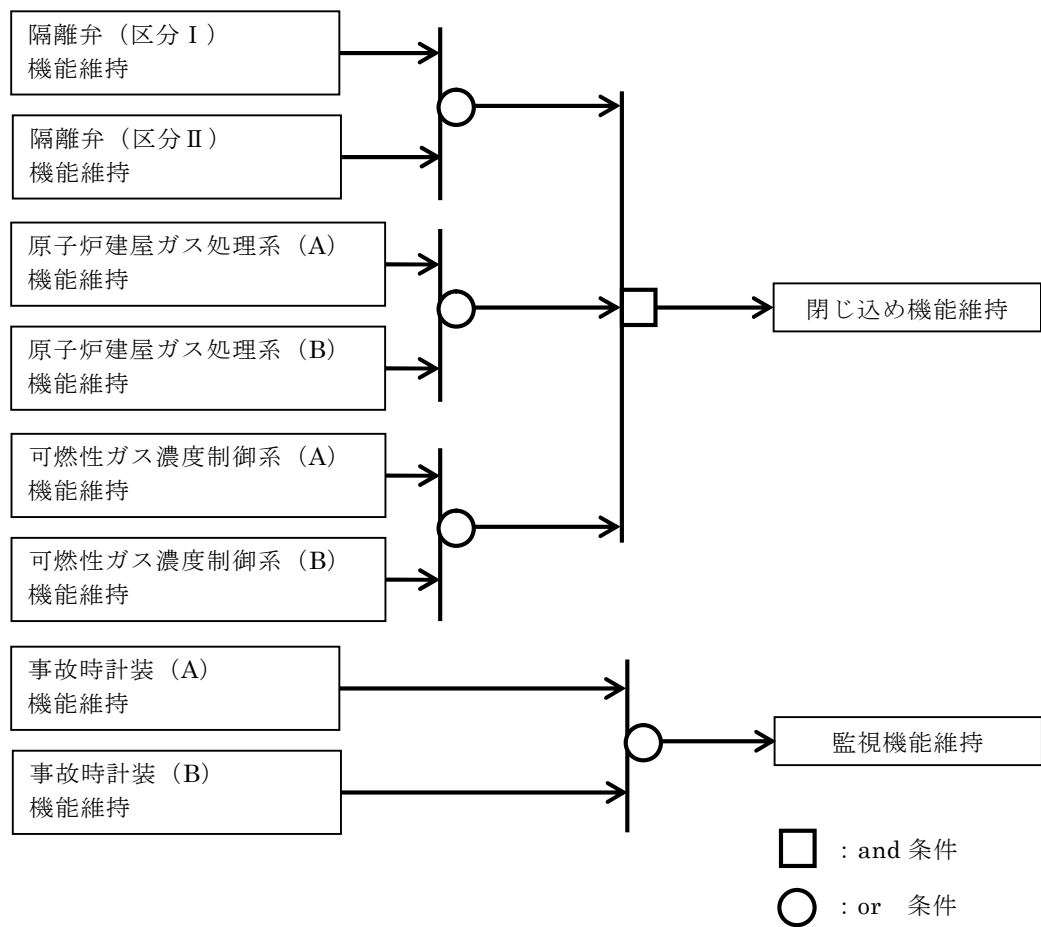 隔離弁（区分Ⅰ）
機能維持
隔離弁（区分Ⅱ）
機能維持
原子炉建屋ガス処理系（A）
機能維持
原子炉建屋ガス処理系（B）
機能維持
閉じ込め機能維持
可燃性ガス濃度制御系（A）
機能維持
可燃性ガス濃度制御系（B）
機能維持
事故時計装（A）
機能維持
事故時計装（B）
機能維持
監視機能維持
：and 条件
：or　条件